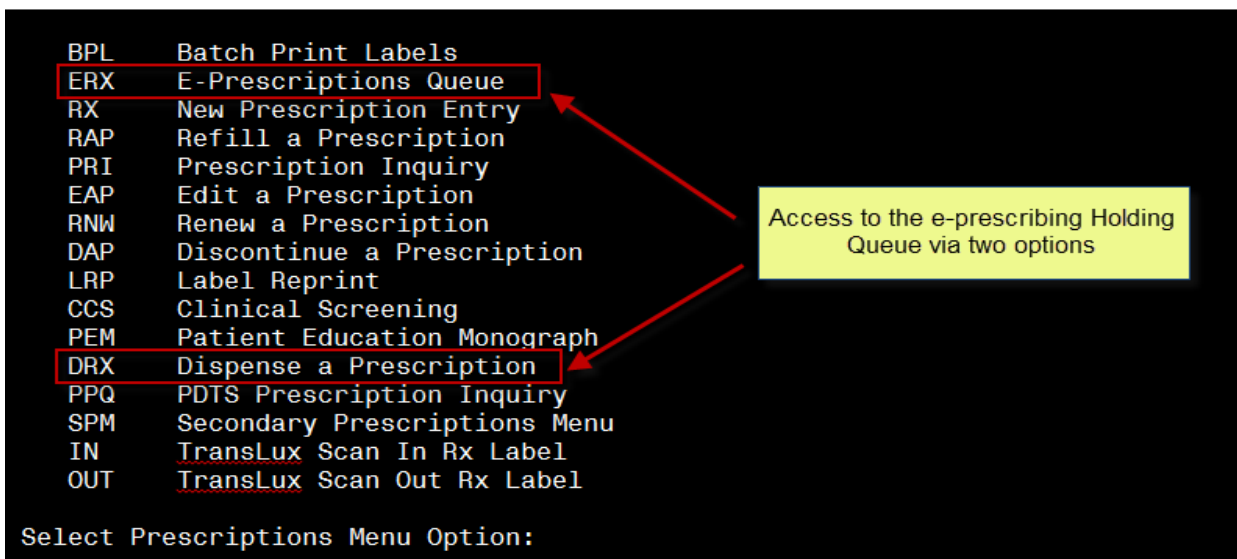 BPL Batch Print Labels
ERX E-Prescriptions Queue
RX New Prescription Entry
RAP Refill a Prescription
PRI Prescription Inquiry
EAP Edit a Prescription
RNW Renew a Prescription
DAP Discontinue a Prescription
LRP Label Reprint
CCS Clinical Screening
PEM Patient Education Monograph
DRX Dispense a Prescription
PPQ PDTS Prescription Inquiry
SPM Secondary Prescriptions Menu
IN TransLux Scan In Rx Label
OUT TransLux Scan Out Rx Label
Select Prescriptions Menu Option:
Access to the e-prescribing Holding
Queue via two options